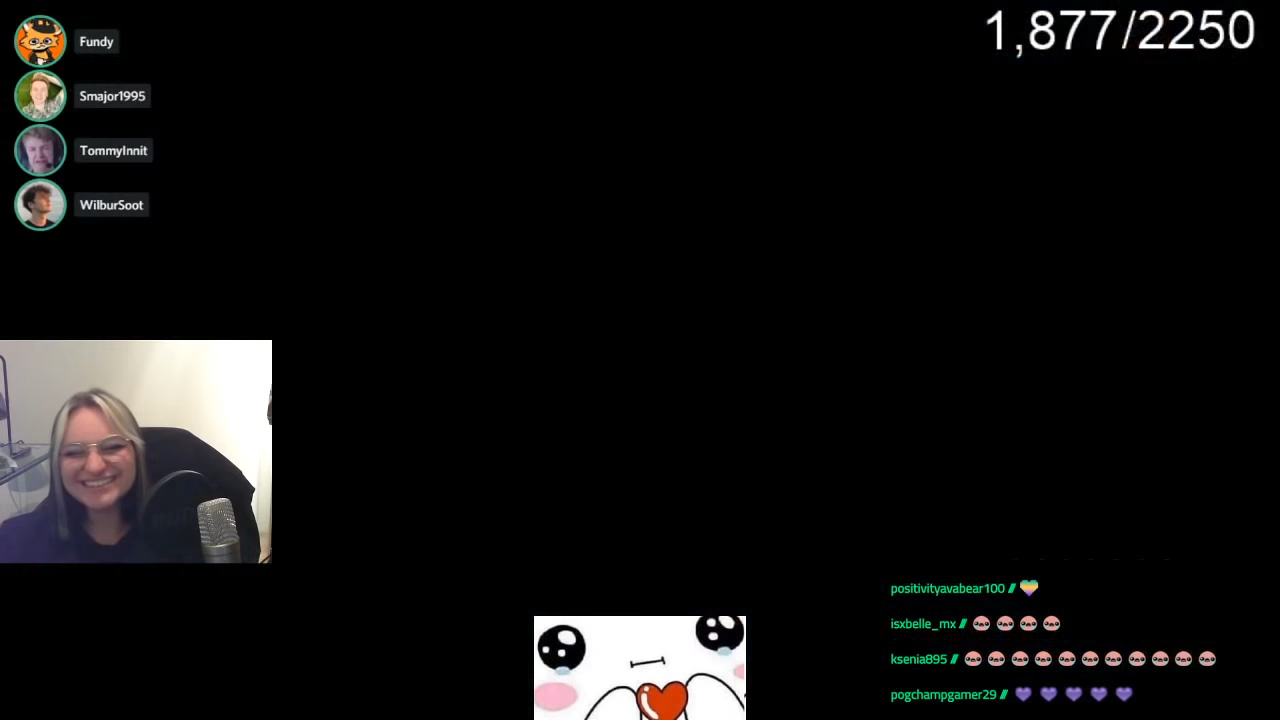 1,877/2250
Fundy
Smajor1995
TommyInnit
WilburSoot
positivityavabear100 //
isxbelle_mx //
ksenia895 //
pogchampgamer29 //